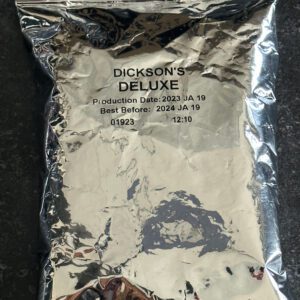 DICKSON'S
DELUXE
Production Date: 2023 JA 19
Best Before: 2024 JA 19
01923 12:10